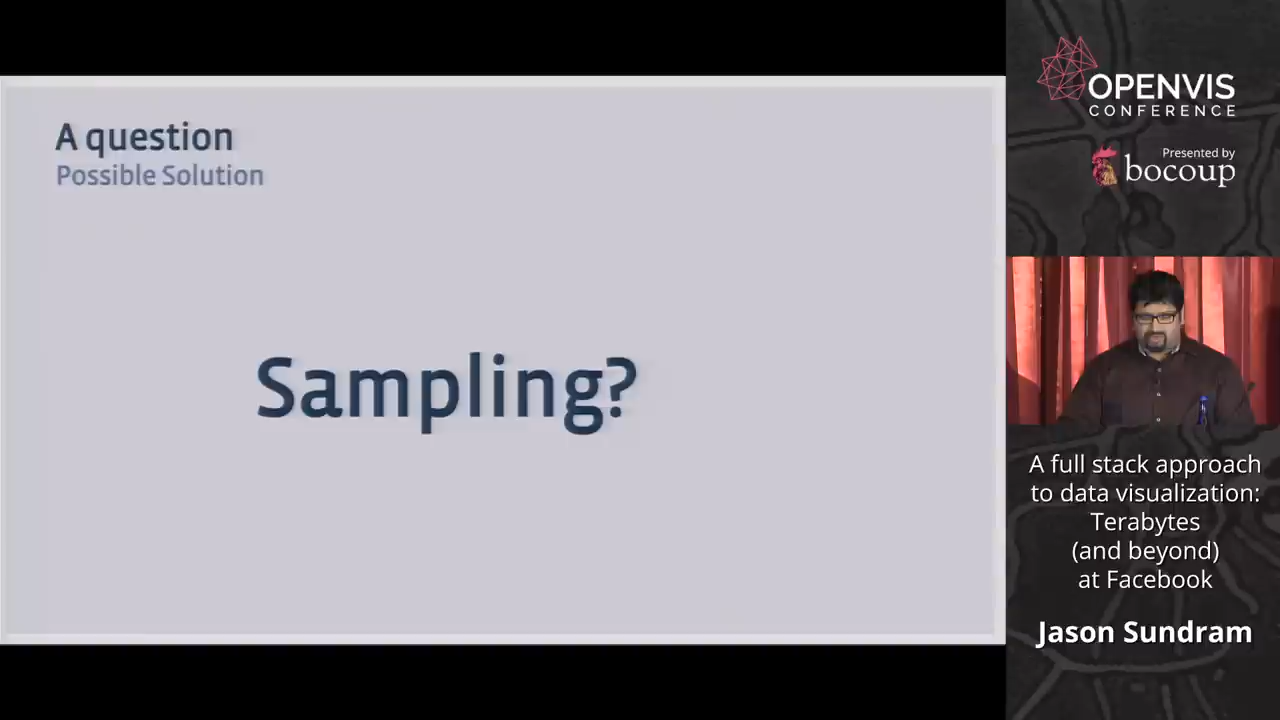 A question
Possible Solution
Sampling?
OPENVIS
CONFERENCE
Presented by
bocoup
A full stack approach
to data visualization:
Terabytes
(and beyond)
at Facebook
Jason Sundram